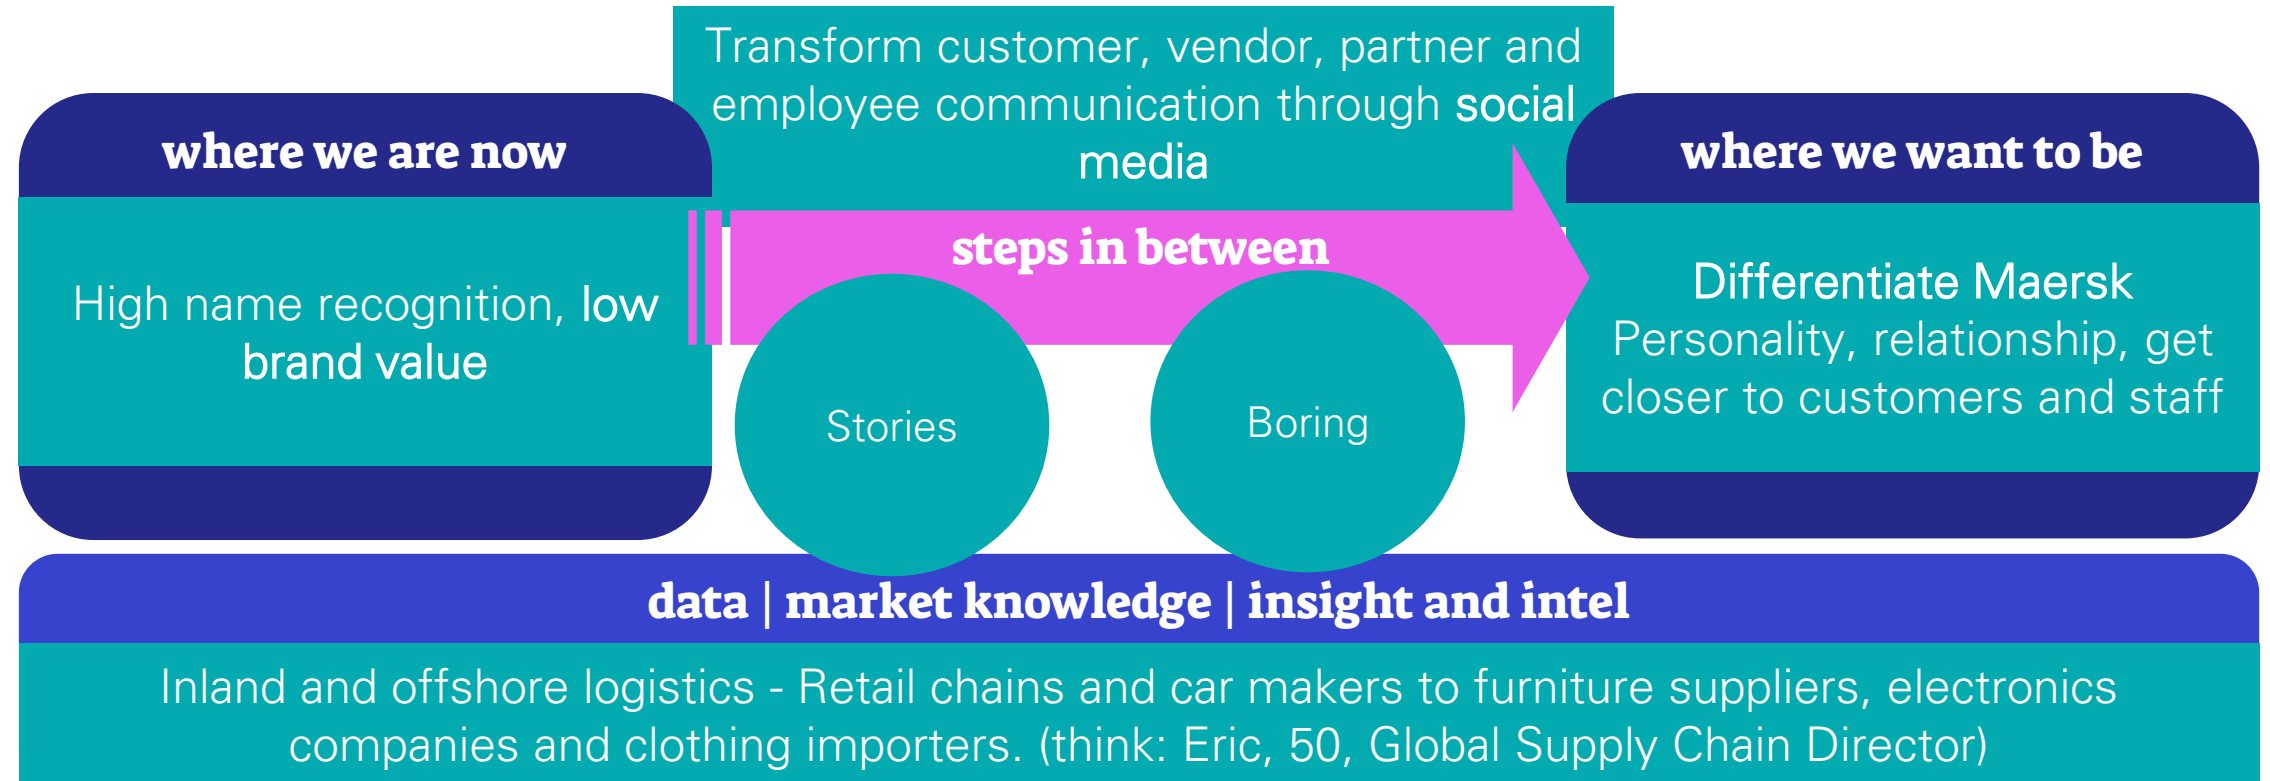 Transform customer, vendor, partner and
employee communication through social
media
where we are now
High name recognition, low
brand value
steps in between
Stories
Boring
where we want to be
Differentiate Maersk
Personality, relationship, get
closer to customers and staff
data | market knowledge | insight and intel
Inland and offshore logistics - Retail chains and car makers to furniture suppliers, electronics
companies and clothing importers. (think: Eric, 50, Global Supply Chain Director)